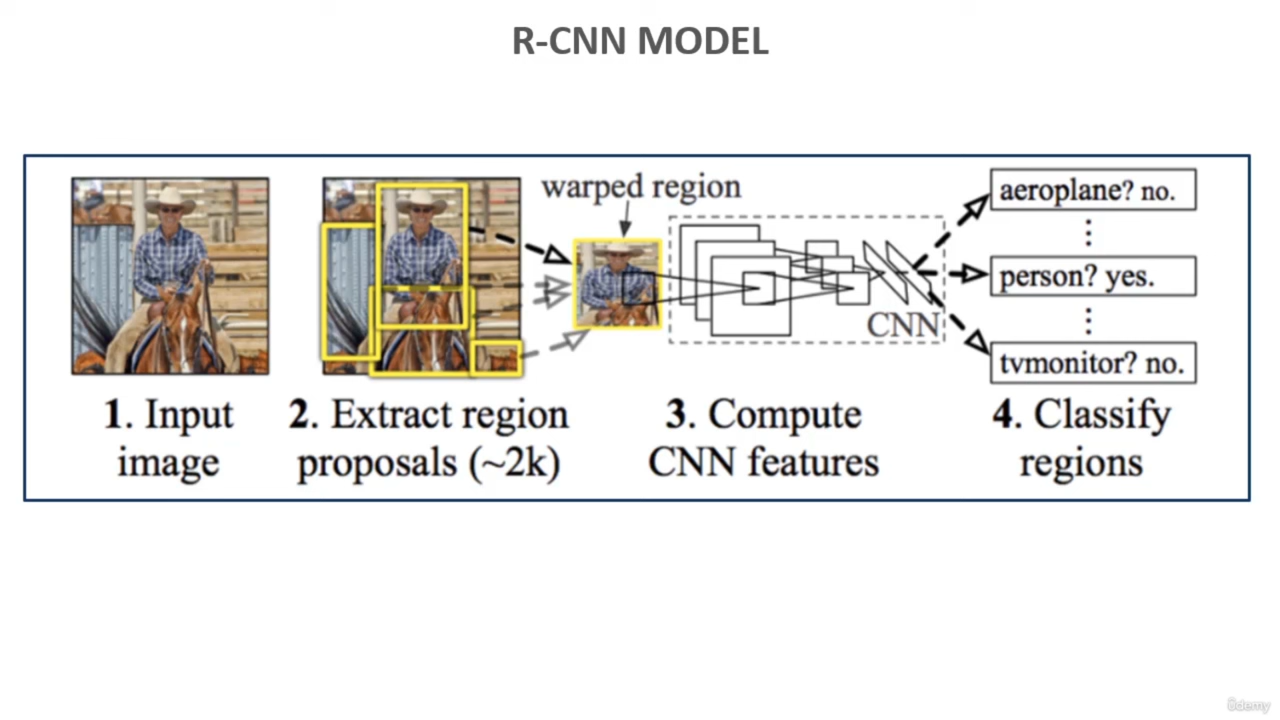 R-CNN MODEL
warped region
aeroplane? no.
person? yes.
CNN
tvmonitor? no.
1. Input
image
2. Extract region
proposals (~2k)
3. Compute
CNN features
4. Classify
regions
ûdemy